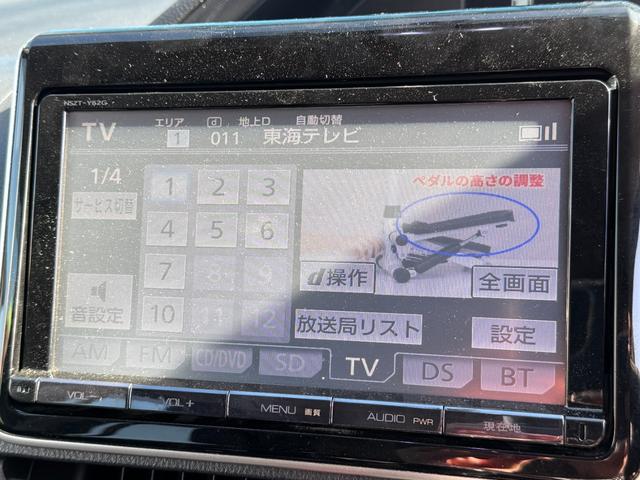 NSZT-Y62G
TV エリア 1 d 地上D 011 自動切替 東海テレビ
1/4
サービス切替
1 2 3
4 5 6
7 8 9
10 11 12
音設定
ペダルの高さの調整
d操作 全画面
放送局リスト 設定
AM FM CD/DVD SD TV DS BT
VOL - VOL + MENU 画質 AUDIO PWR 現在地